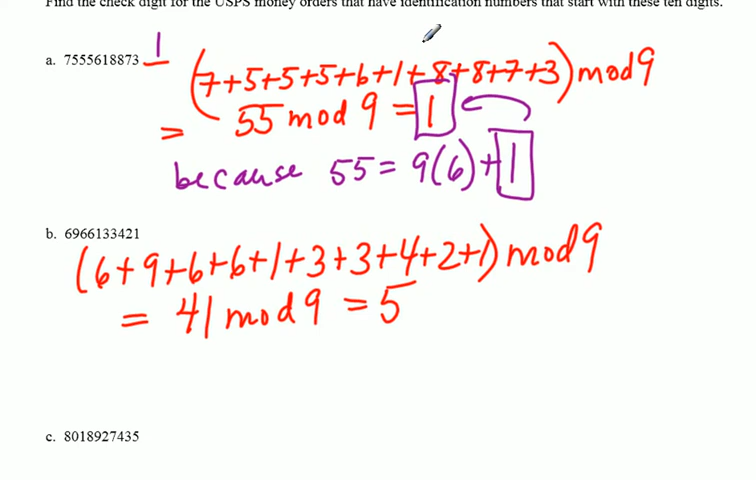 Find the check digit for the USPS money orders that have identification numbers that start with these ten digits.
1
a. 7555618873 (7+5+5+5+6+1+8+8+7+3) mod 9
= 55 mod 9 = 1
because 55 = 9(6)+1
b. 6966133421
(6+9+6+6+1+3+3+4+2+1) mod 9
= 41 mod 9 = 5
c. 8018927435